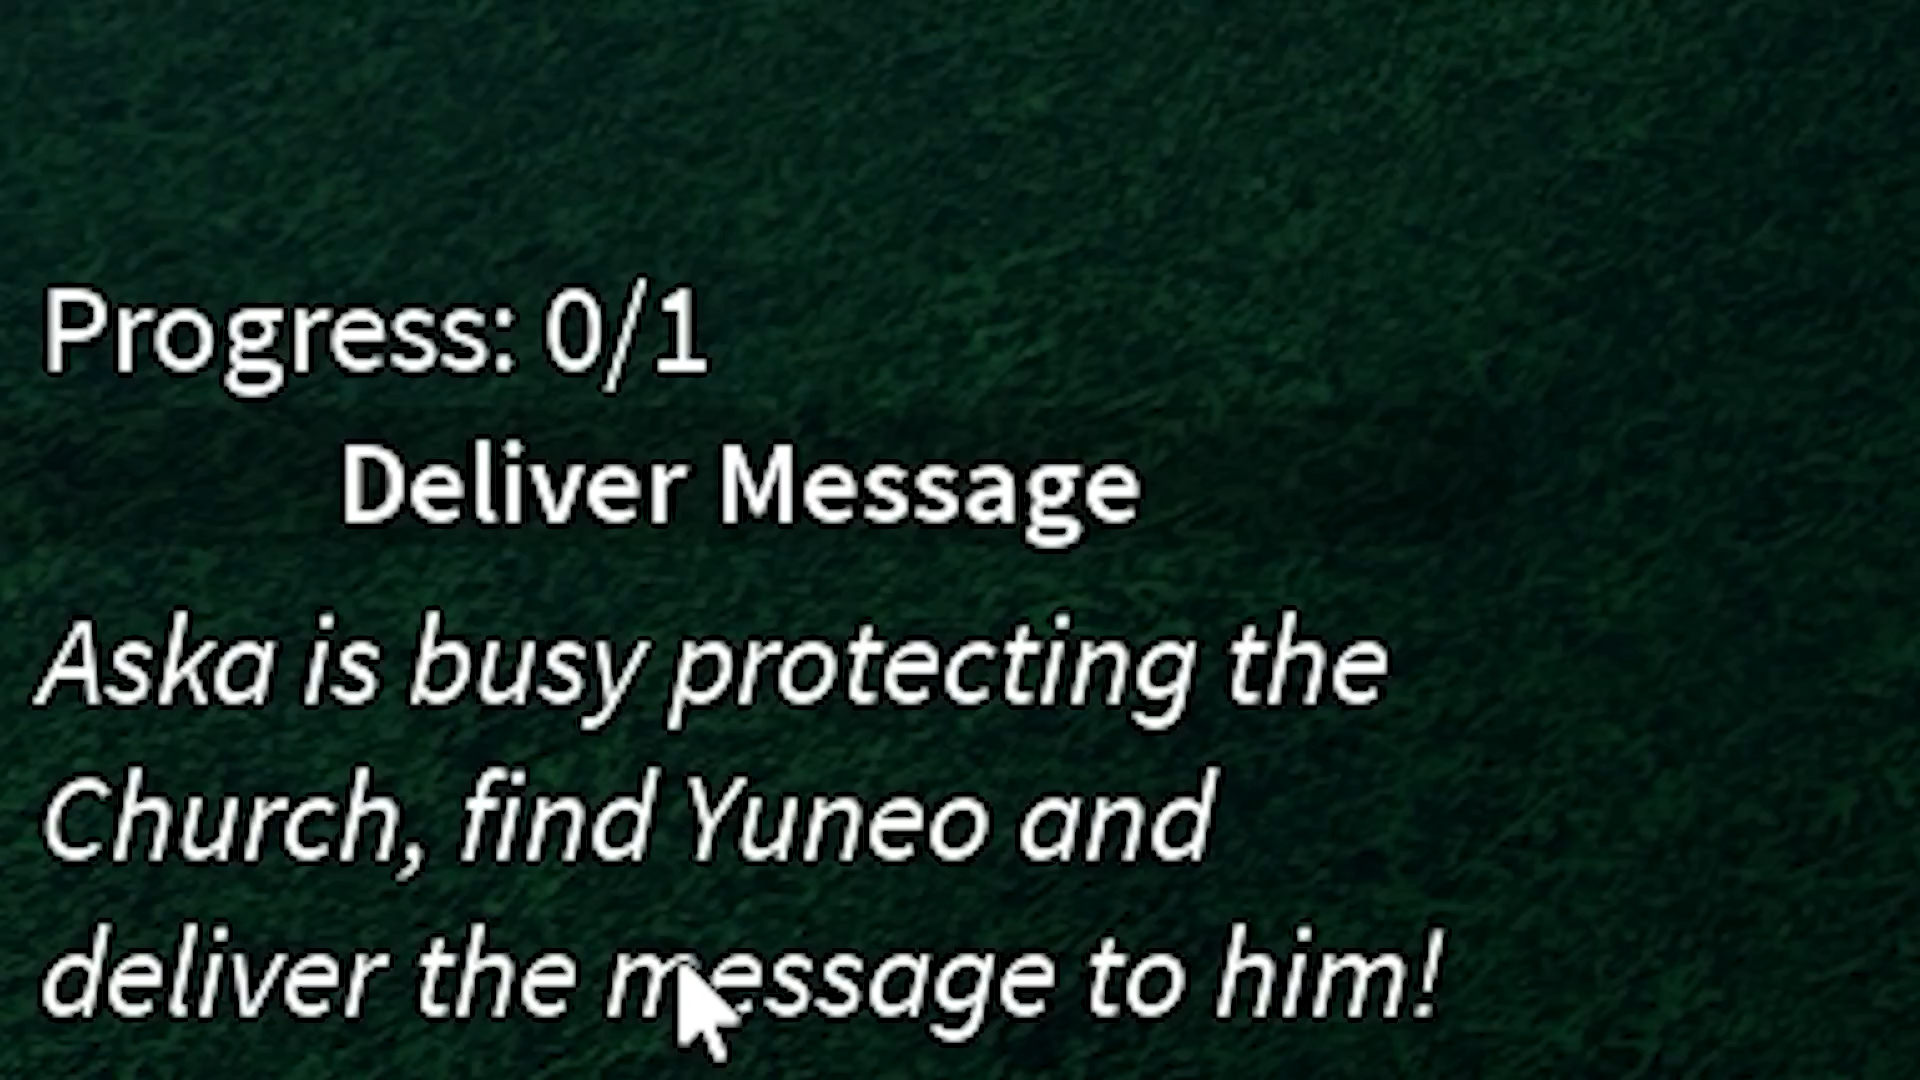 Progress: 0/1
Deliver Message
Aska is busy protecting the
Church, find Yuneo and
deliver the message to him!